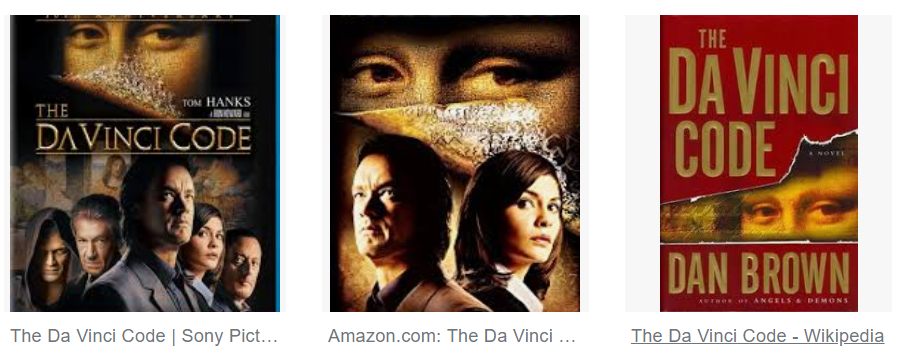 TOM HANKS
THE
DA VINCI CODE
THE
DA VINCI
CODE
A NOVEL
DAN BROWN
AUTHOR OF ANGELS & DEMONS
The Da Vinci Code | Sony Pict...
Amazon.com: The Da Vinci ...
The Da Vinci Code - Wikipedia